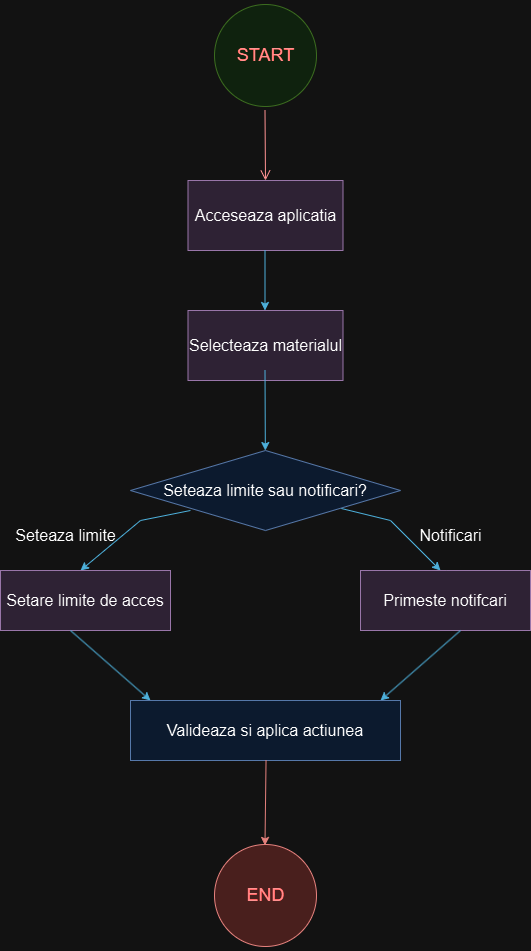 START
Acceseaza aplicatia
Selecteaza materialul
Seteaza limite sau notificari?
Seteaza limite
Notificari
Setare limite de acces
Primeste notifcari
Valideaza si aplica actiunea
END